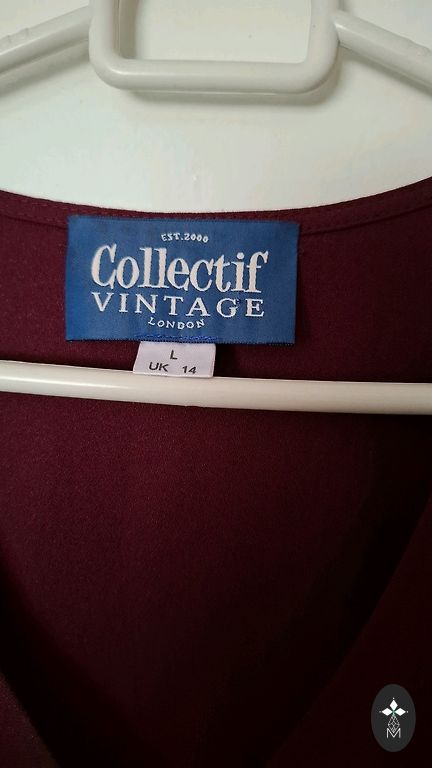 EST.2000
Collectif
VINTAGE
LONDON
L
UK 14
M